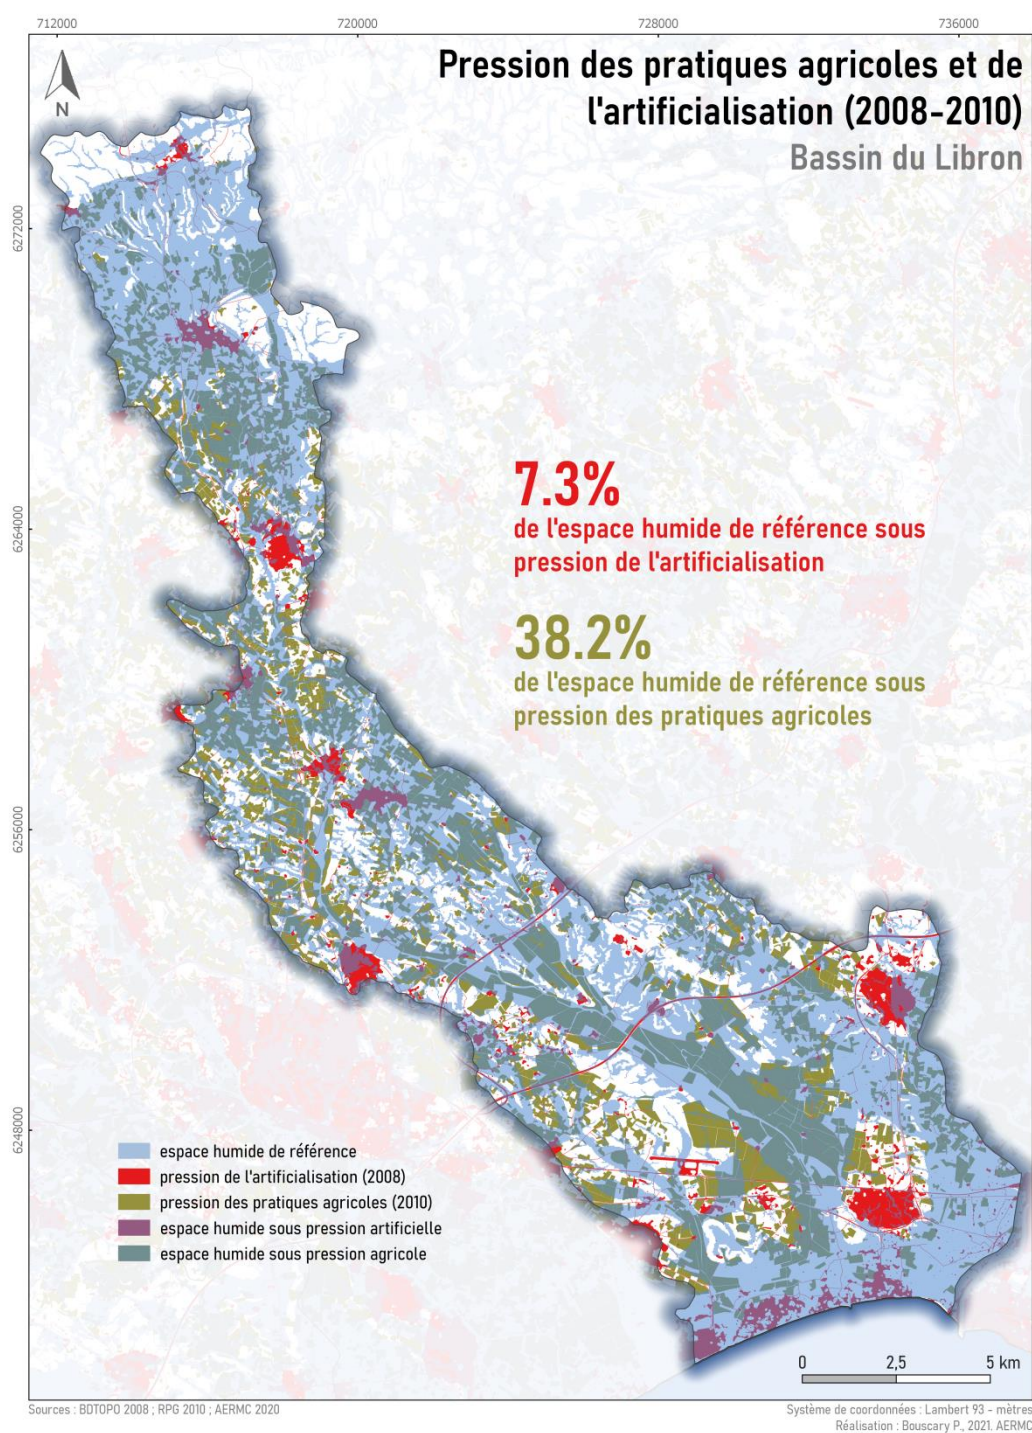 712000
720000
728000
736000
N
Pression des pratiques agricoles et de
l'artificialisation (2008-2010)
Bassin du Libron
6272000
6264000
6256000
6248000
7.3%
de l'espace humide de référence sous
pression de l'artificialisation
38.2%
de l'espace humide de référence sous
pression des pratiques agricoles
espace humide de référence
pression de l'artificialisation (2008)
pression des pratiques agricoles (2010)
espace humide sous pression artificielle
espace humide sous pression agricole
0 2,5 5 km
Sources : BDTOPO 2008 ; RPG 2010 ; AERMC 2020
Système de coordonnées : Lambert 93 - mètres
Réalisation : Bouscary P., 2021. AERMC